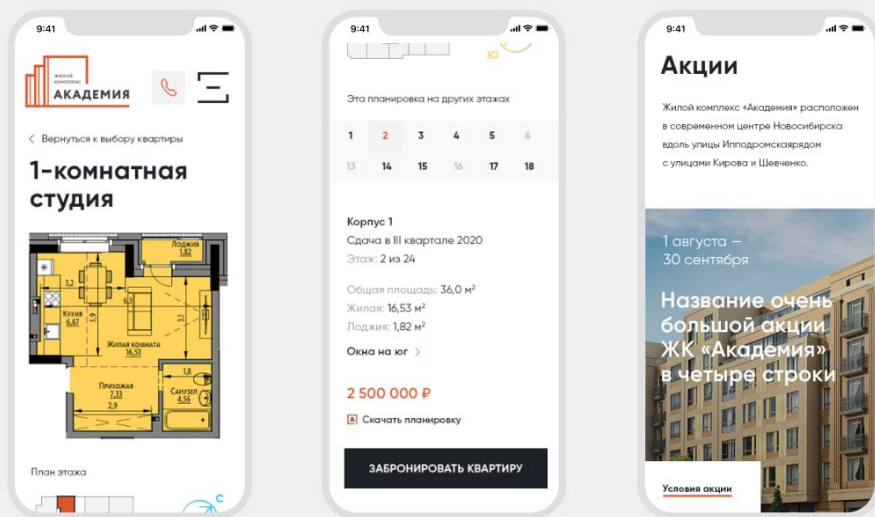 9:41
ЖИЛОЙ
КОМПЛЕКС
АКАДЕМИЯ
Вернуться к выбору квартиры
1-комнатная
студия
Лоджия
1,82
3,2
6,3
Кухня
6,67
3,9
3,1
Жилая комната
16,53
1,8
Прихожая
7,33
Санузел
4,56
2,9
План этажа
С
9:41
Ю
Эта планировка на других этажах
1 2 3 4 5 6
13 14 15 16 17 18
Корпус 1
Сдача в III квартале 2020
Этаж: 2 из 24
Общая площадь: 36,0 м²
Жилая: 16,53 м²
Лоджия: 1,82 м²
Окна на юг >
2 500 000 ₽
Скачать планировку
ЗАБРОНИРОВАТЬ КВАРТИРУ
9:41
Акции
Жилой комплекс «Академия» расположен
в современном центре Новосибирска
вдоль улицы Ипподромскаярядом
с улицами Кирова и Шевченко.
1 августа —
30 сентября
Название очень
большой акции
ЖК «Академия»
в четыре строки
Условия акции